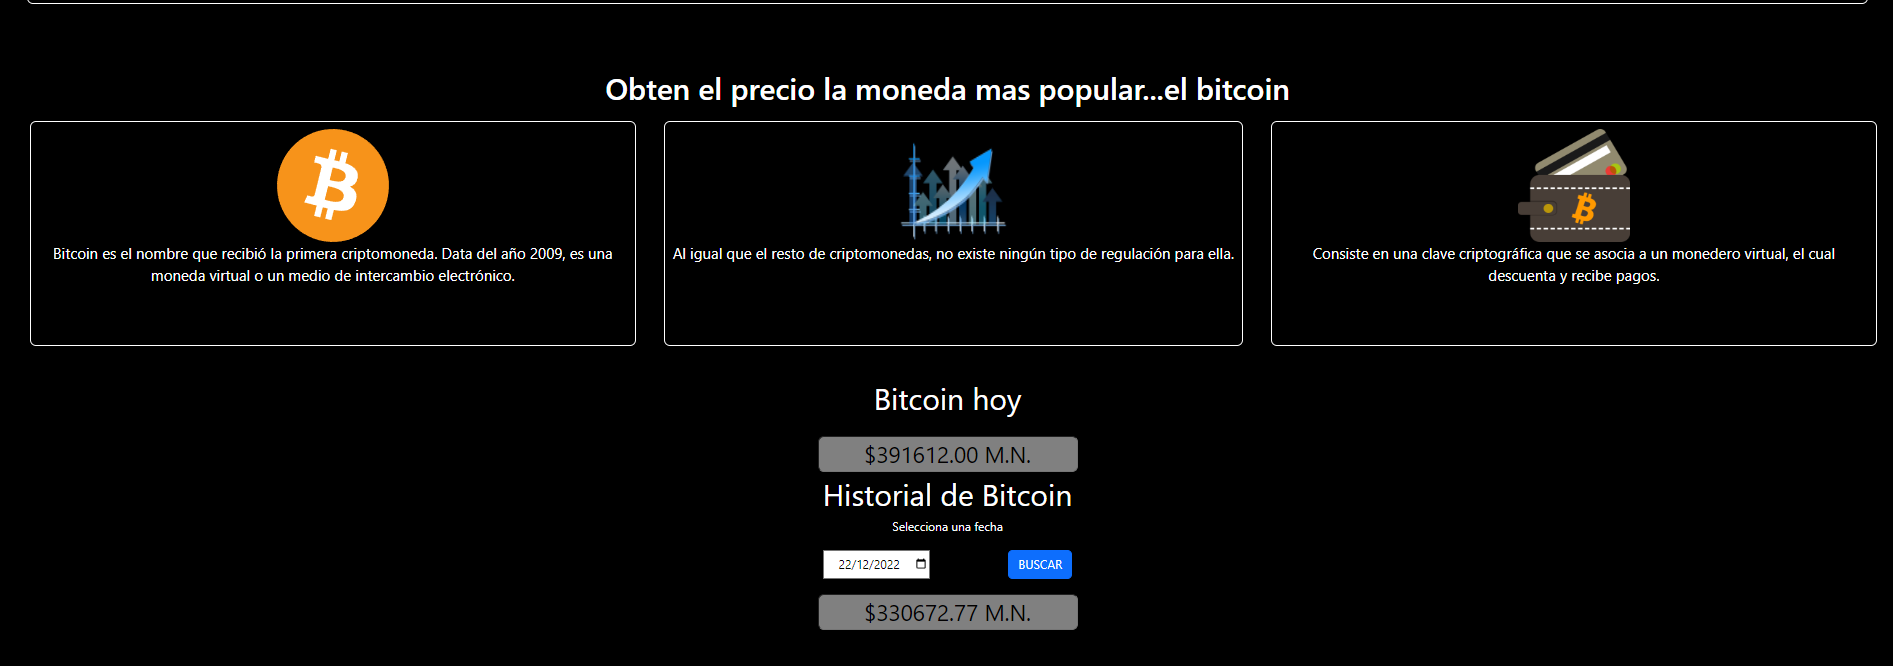 Obten el precio la moneda mas popular...el bitcoin
Bitcoin es el nombre que recibió la primera criptomoneda. Data del año 2009, es una
moneda virtual o un medio de intercambio electrónico.
Al igual que el resto de criptomonedas, no existe ningún tipo de regulación para ella.
Consiste en una clave criptográfica que se asocia a un monedero virtual, el cual
descuenta y recibe pagos.
Bitcoin hoy
$391612.00 M.N.
Historial de Bitcoin
Selecciona una fecha
22/12/2022 BUSCAR
$330672.77 M.N.